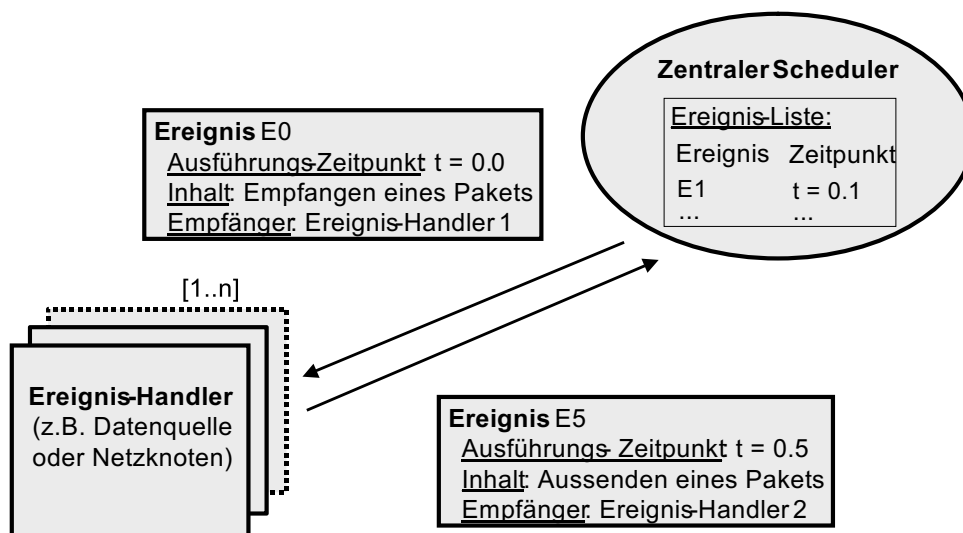 Zentraler Scheduler
Ereignis-Liste:
Ereignis Zeitpunkt
E1 t = 0.1
... ...
Ereignis E0
Ausführungs-Zeitpunkt: t = 0.0
Inhalt: Empfangen eines Pakets
Empfänger: Ereignis-Handler 1
[1..n]
Ereignis-Handler
(z.B. Datenquelle
oder Netzknoten)
Ereignis E5
Ausführungs- Zeitpunkt: t = 0.5
Inhalt: Aussenden eines Pakets
Empfänger: Ereignis-Handler 2